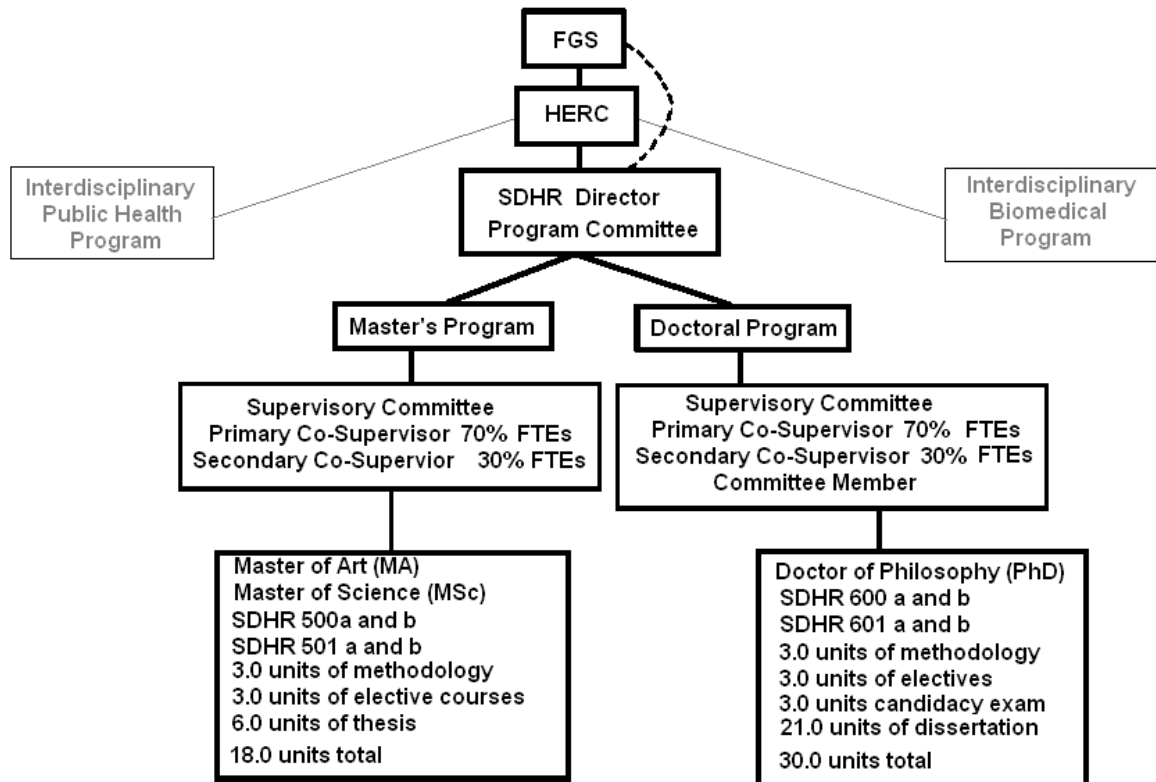 FGS
HERC
Interdisciplinary
Public Health
Program
SDHR Director
Program Committee
Interdisciplinary
Biomedical
Program
Master's Program
Doctoral Program
Supervisory Committee
Primary Co-Supervisor 70% FTEs
Secondary Co-Supervior 30% FTEs
Supervisory Committee
Primary Co-Supervisor 70% FTEs
Secondary Co-Supervisor 30% FTEs
Committee Member
Master of Art (MA)
Master of Science (MSc)
SDHR 500a and b
SDHR 501 a and b
3.0 units of methodology
3.0 units of elective courses
6.0 units of thesis
18.0 units total
Doctor of Philosophy (PhD)
SDHR 600 a and b
SDHR 601 a and b
3.0 units of methodology
3.0 units of electives
3.0 units candidacy exam
21.0 units of dissertation
30.0 units total